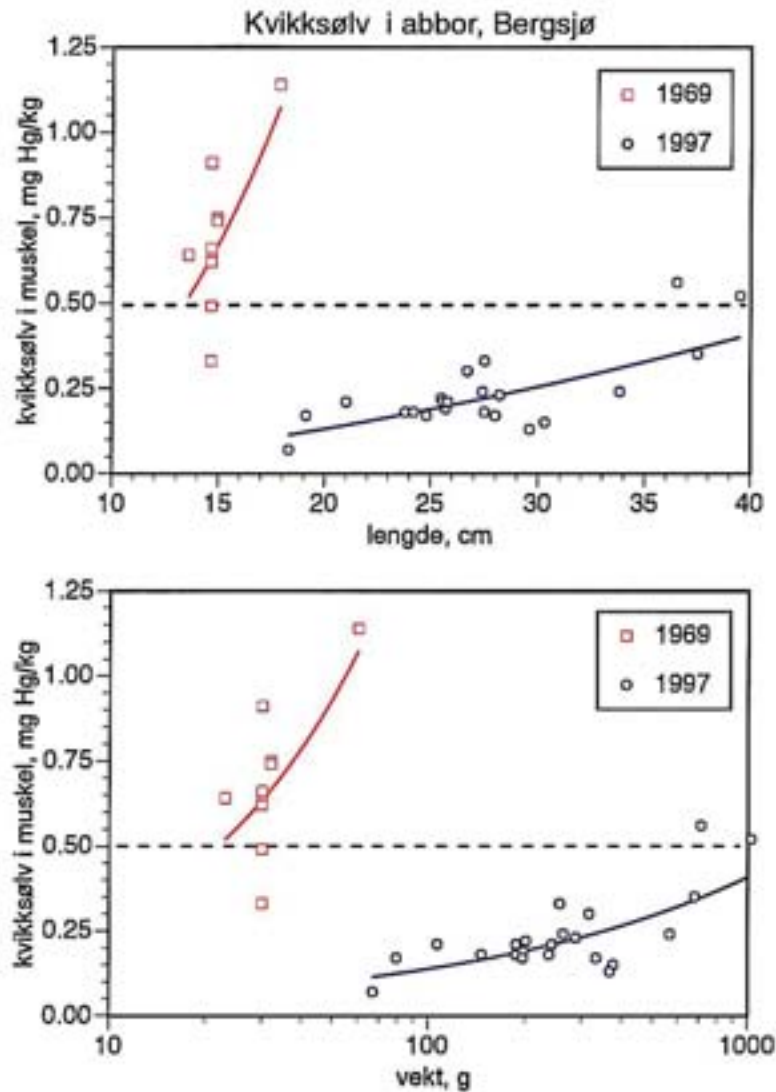 Kvikksølv i abbor, Bergsjø
kvikksølv i muskel, mg Hg/kg
1.25
1.00
0.75
0.50
0.25
0.00
1969
1997
10 15 20 25 30 35 40
lengde, cm
kvikksølv i muskel, mg Hg/kg
1.25
1.00
0.75
0.50
0.25
0.00
1969
1997
10 100 1000
vekt, g